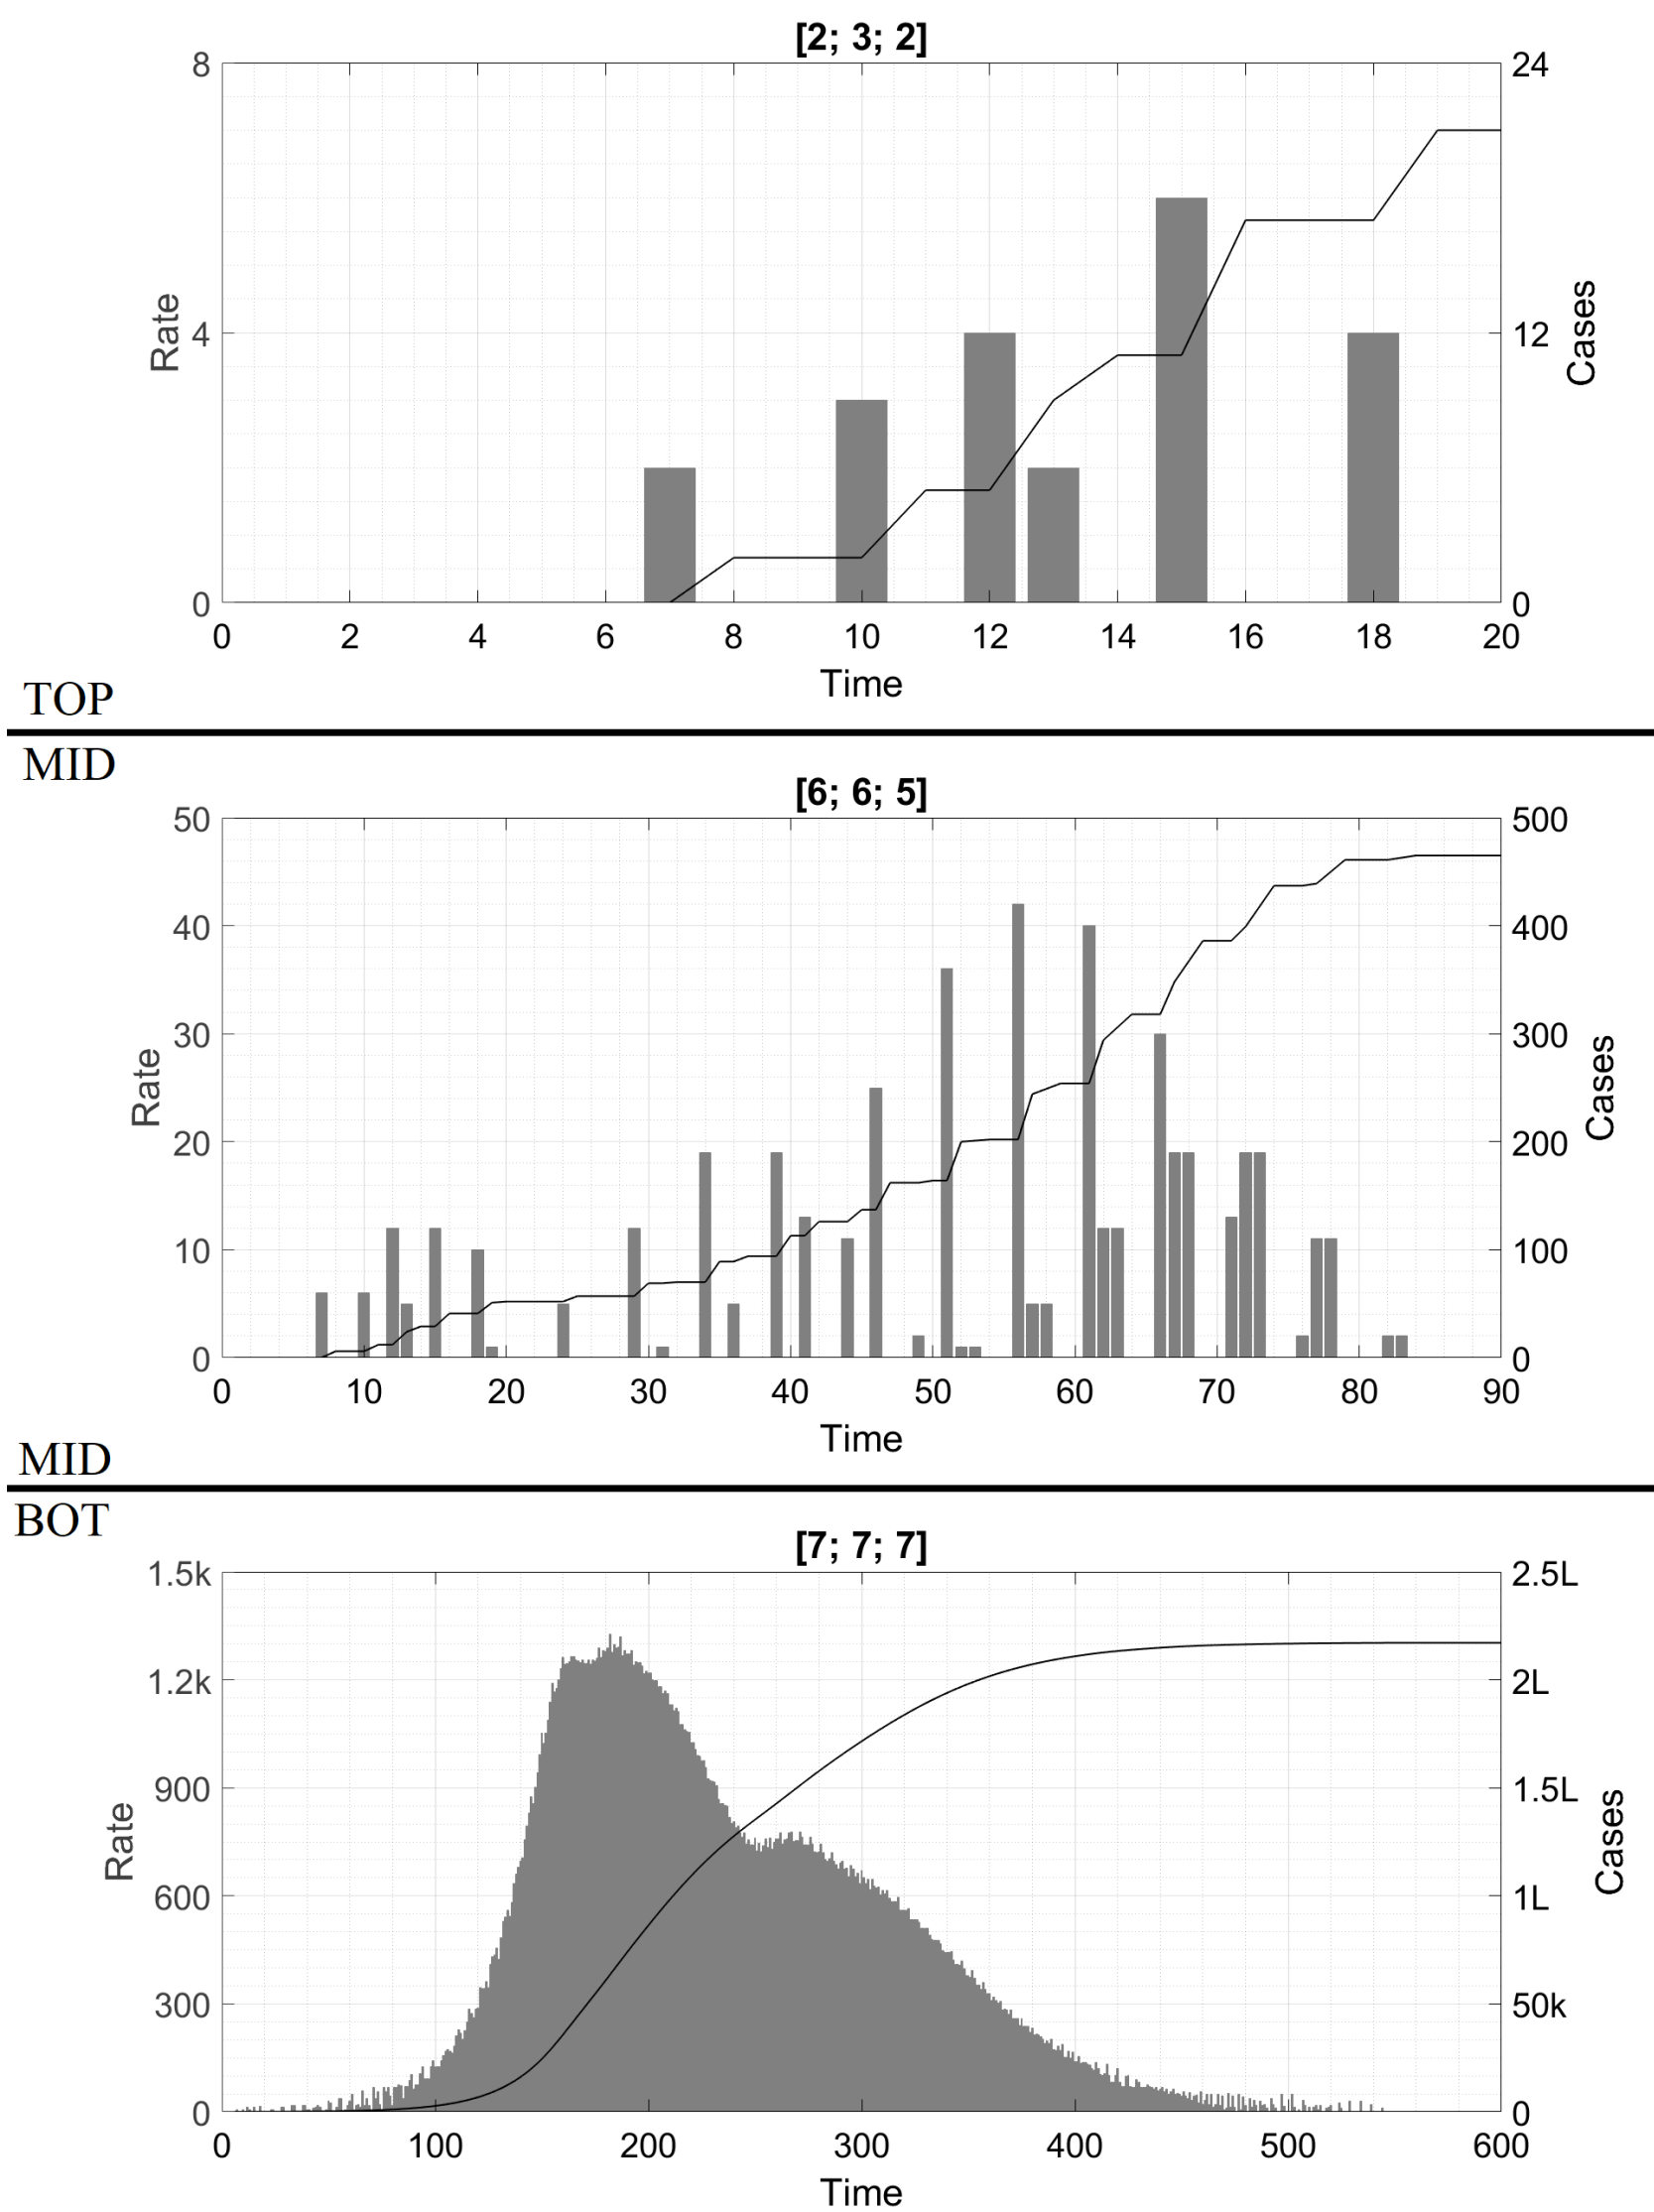 [2; 3; 2]
8 24
Rate 4 12 Cases
0 0
0 2 4 6 8 10 12 14 16 18 20
Time
TOP
MID
[6; 6; 5]
50 500
40 400
30 300
Rate Cases
20 200
10 100
0 0
0 10 20 30 40 50 60 70 80 90
Time
MID
BOT
[7; 7; 7]
1.5k 2.5L
1.2k 2L
900 1.5L
Rate Cases
600 1L
300 50k
0 0
0 100 200 300 400 500 600
Time